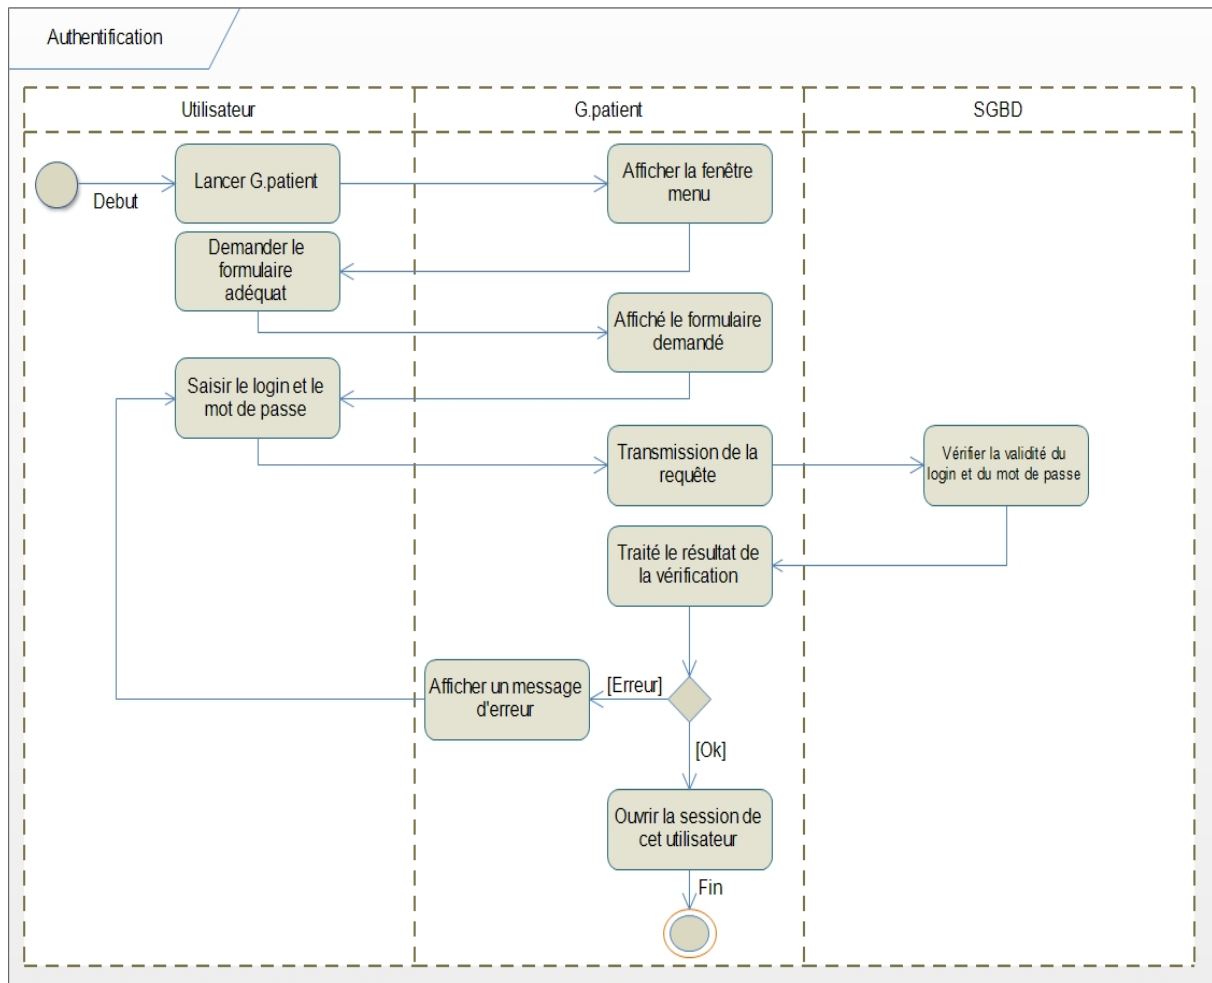 Authentification
Utilisateur
G.patient
SGBD
Debut
Lancer G.patient
Afficher la fenêtre
menu
Demander le
formulaire
adéquat
Affiché le formulaire
demandé
Saisir le login et le
mot de passe
Transmission de la
requête
Vérifier la validité du
login et du mot de passe
Traité le résultat de
la vérification
Afficher un message
d'erreur
[Erreur]
[Ok]
Ouvrir la session de
cet utilisateur
Fin